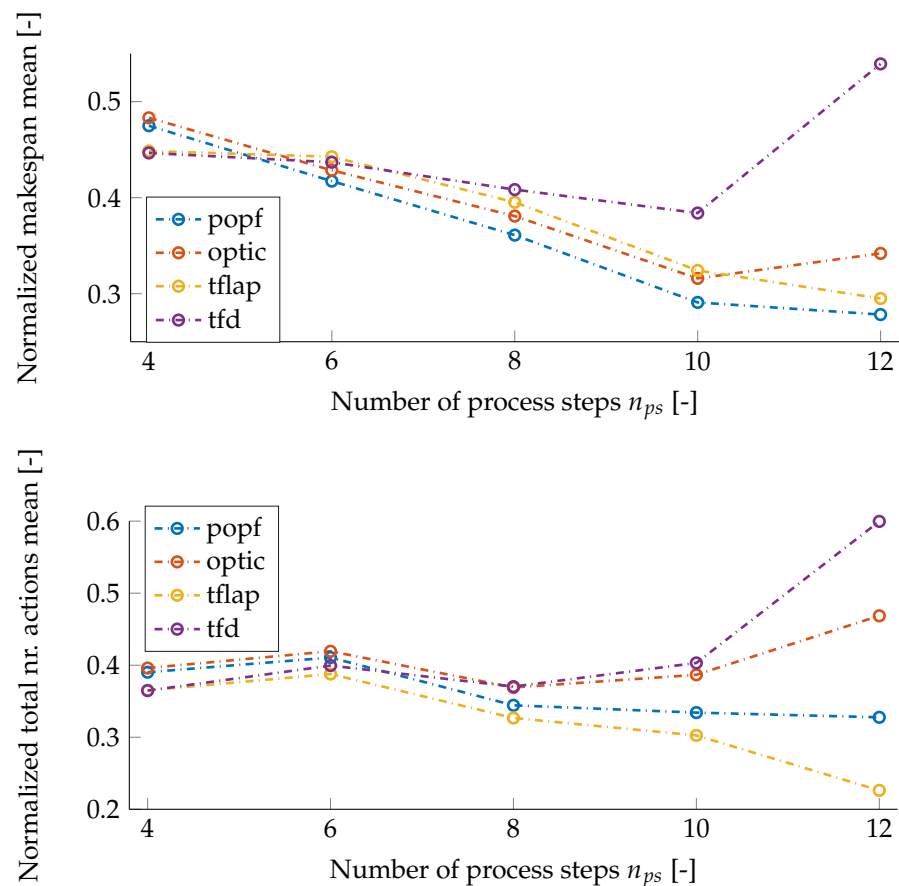 Normalized makespan mean [-]
0.5
0.4
0.3
popf
optic
tflap
tfd
4 6 8 10 12
Number of process steps n_ps [-]
Normalized total nr. actions mean [-]
0.6
0.5
0.4
0.3
0.2
popf
optic
tflap
tfd
4 6 8 10 12
Number of process steps n_ps [-]